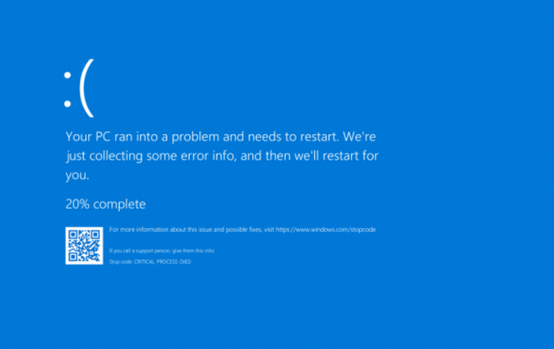 :(
Your PC ran into a problem and needs to restart. We're
just collecting some error info, and then we'll restart for
you.
20% complete
For more information about this issue and possible fixes, visit https://www.windows.com/stopcode
If you call a support person, give them this info:
Stop code: CRITICAL_PROCESS_DIED